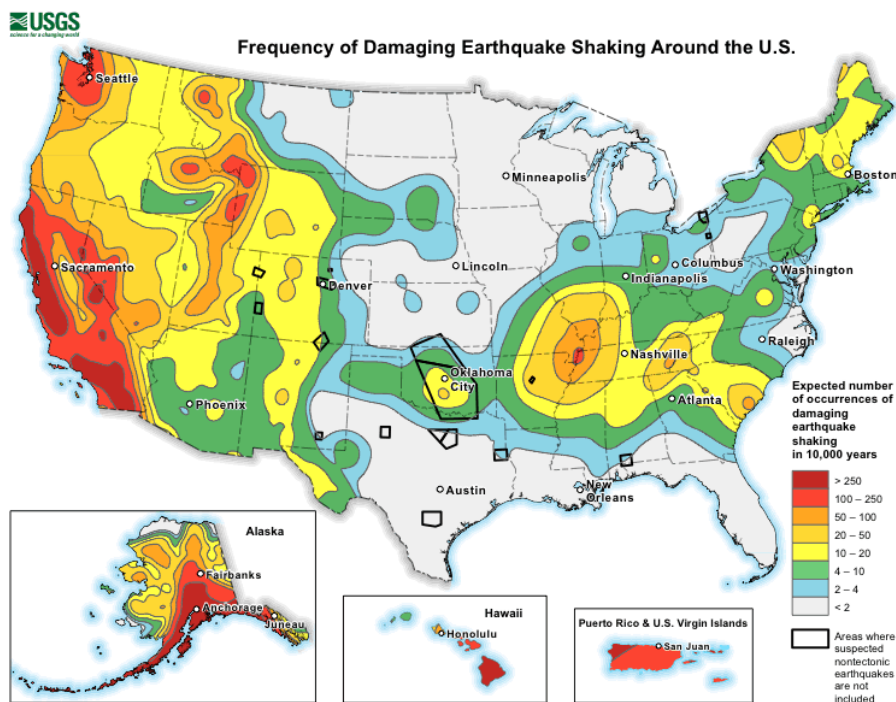 USGS
science for a changing world
Frequency of Damaging Earthquake Shaking Around the U.S.
Seattle
Minneapolis
Boston
Sacramento
Lincoln
Columbus
Washington
Denver
Indianapolis
Raleigh
Nashville
Oklahoma
City
Phoenix
Atlanta
Austin
New
Orleans
Expected number
of occurrences of
damaging
earthquake
shaking
in 10,000 years
> 250
100 – 250
50 – 100
20 – 50
10 – 20
4 – 10
2 – 4
< 2
Areas where
suspected
nontectonic
earthquakes
are not
included
Alaska
Fairbanks
Anchorage
Juneau
Hawaii
Honolulu
Puerto Rico & U.S. Virgin Islands
San Juan